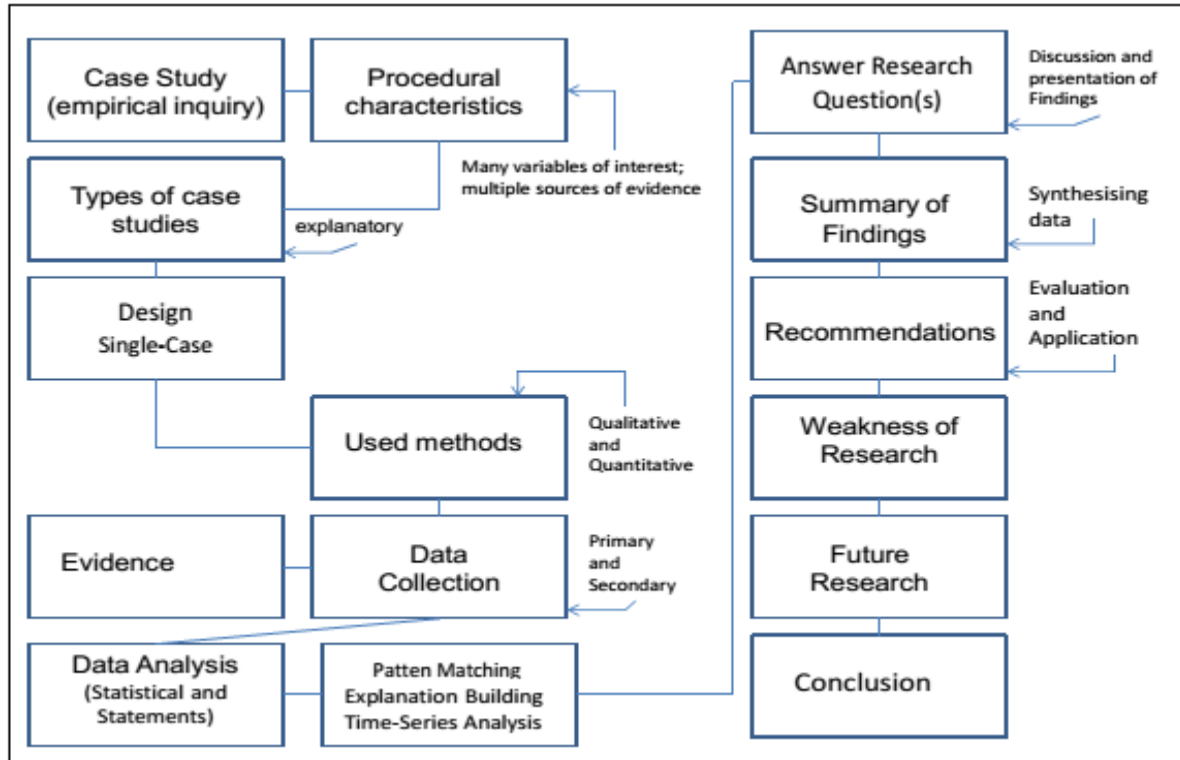 Case Study
(empirical inquiry)
Procedural
characteristics
Many variables of interest;
multiple sources of evidence
Types of case
studies
explanatory
Design
Single-Case
Used methods
Qualitative
and
Quantitative
Evidence
Data
Collection
Primary
and
Secondary
Data Analysis
(Statistical and
Statements)
Patten Matching
Explanation Building
Time-Series Analysis
Answer Research
Question(s)
Discussion and
presentation of
Findings
Summary of
Findings
Synthesising
data
Recommendations
Evaluation
and
Application
Weakness of
Research
Future
Research
Conclusion